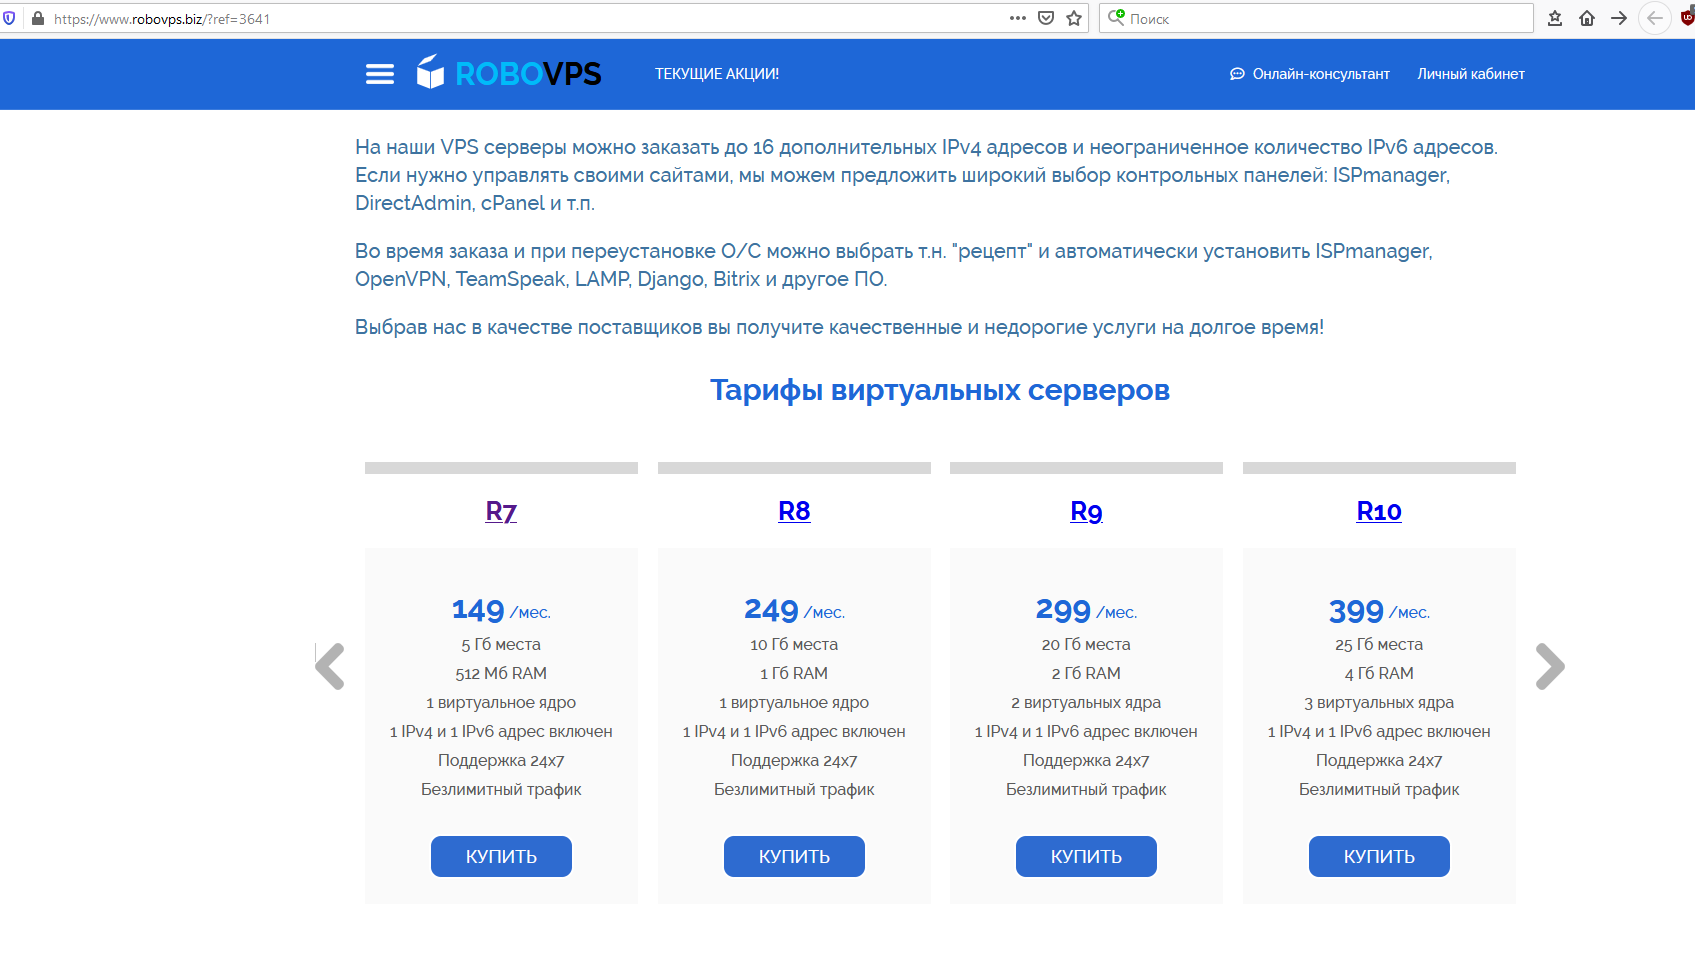 https://www.robovps.biz/?ref=3641
Поиск
ROBOVPS
ТЕКУЩИЕ АКЦИИ!
Онлайн-консультант
Личный кабинет
На наши VPS серверы можно заказать до 16 дополнительных IPv4 адресов и неограниченное количество IPv6 адресов.
Если нужно управлять своими сайтами, мы можем предложить широкий выбор контрольных панелей: ISPmanager,
DirectAdmin, cPanel и т.п.
Во время заказа и при переустановке О/С можно выбрать т.н. "рецепт" и автоматически установить ISPmanager,
OpenVPN, TeamSpeak, LAMP, Django, Bitrix и другое ПО.
Выбрав нас в качестве поставщиков вы получите качественные и недорогие услуги на долгое время!
Тарифы виртуальных серверов
R7
149 /мес.
5 Гб места
512 Мб RAM
1 виртуальное ядро
1 IPv4 и 1 IPv6 адрес включен
Поддержка 24x7
Безлимитный трафик
КУПИТЬ
R8
249 /мес.
10 Гб места
1 Гб RAM
1 виртуальное ядро
1 IPv4 и 1 IPv6 адрес включен
Поддержка 24x7
Безлимитный трафик
КУПИТЬ
R9
299 /мес.
20 Гб места
2 Гб RAM
2 виртуальных ядра
1 IPv4 и 1 IPv6 адрес включен
Поддержка 24x7
Безлимитный трафик
КУПИТЬ
R10
399 /мес.
25 Гб места
4 Гб RAM
3 виртуальных ядра
1 IPv4 и 1 IPv6 адрес включен
Поддержка 24x7
Безлимитный трафик
КУПИТЬ